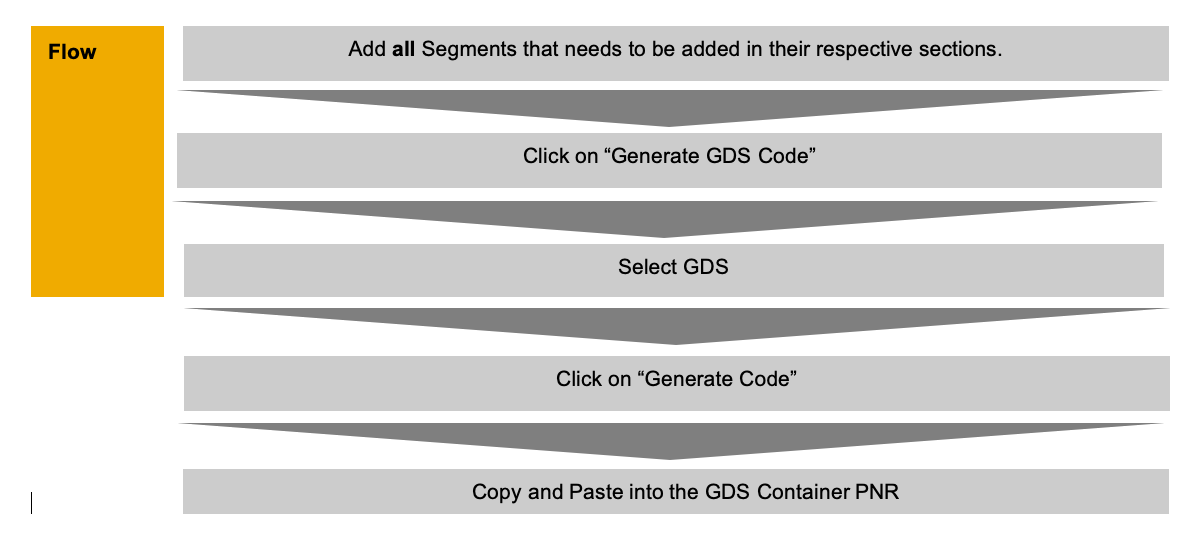 Flow
Add all Segments that needs to be added in their respective sections.
Click on “Generate GDS Code”
Select GDS
Click on “Generate Code”
Copy and Paste into the GDS Container PNR